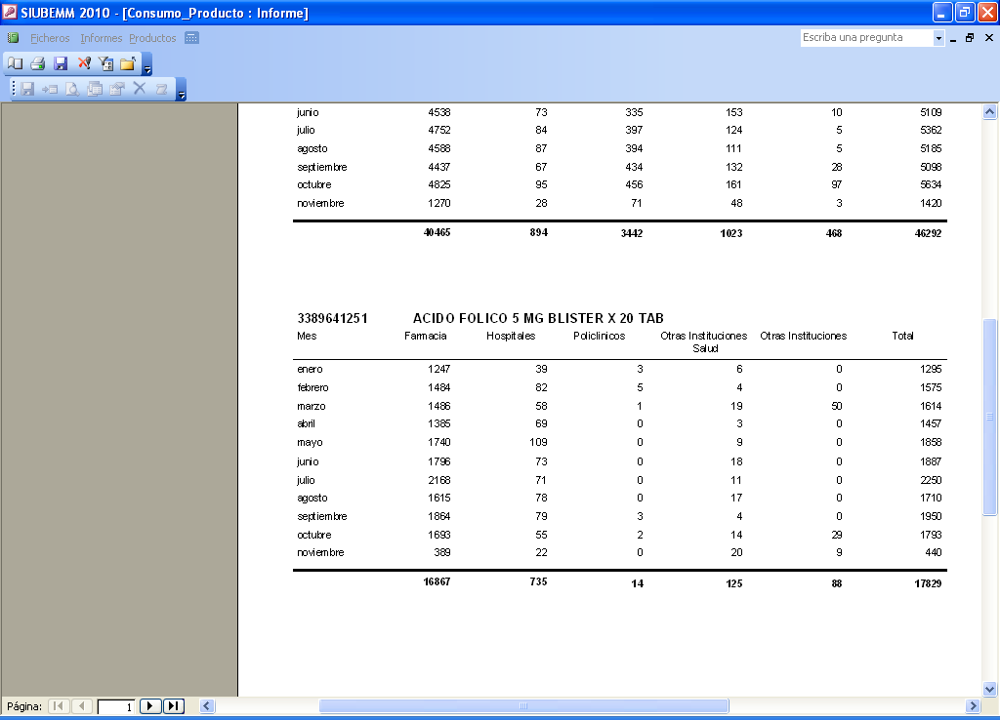 SIUBEMM 2010 - [Consumo_Producto : Informe]
Ficheros Informes Productos Escriba una pregunta
junio 4538 73 335 153 10 5109
julio 4752 84 397 124 5 5362
agosto 4588 87 394 111 5 5185
septiembre 4437 67 434 132 28 5098
octubre 4825 95 456 161 97 5634
noviembre 1270 28 71 48 3 1420
40465 894 3442 1023 468 46292
3389641251 ACIDO FOLICO 5 MG BLISTER X 20 TAB
Mes Farmacia Hospitales Policlinicos Otras Instituciones Otras Instituciones Total
Salud
enero 1247 39 3 6 0 1295
febrero 1484 82 5 4 0 1575
marzo 1486 58 1 19 50 1614
abril 1385 69 0 3 0 1457
mayo 1740 109 0 9 0 1858
junio 1796 73 0 18 0 1887
julio 2168 71 0 11 0 2250
agosto 1615 78 0 17 0 1710
septiembre 1864 79 3 4 0 1950
octubre 1693 55 2 14 29 1793
noviembre 389 22 0 20 9 440
16867 735 14 125 88 17829
Página: 1